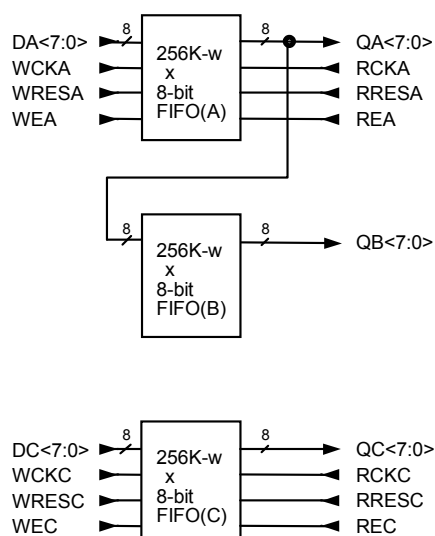 8 8
DA<7:0> QA<7:0>
WCKA 256K-w RCKA
x
WRESA 8-bit RRESA
WEA FIFO(A) REA
8 8
256K-w QB<7:0>
x
8-bit
FIFO(B)
8 8
DC<7:0> QC<7:0>
WCKC 256K-w RCKC
x
WRESC 8-bit RRESC
WEC FIFO(C) REC